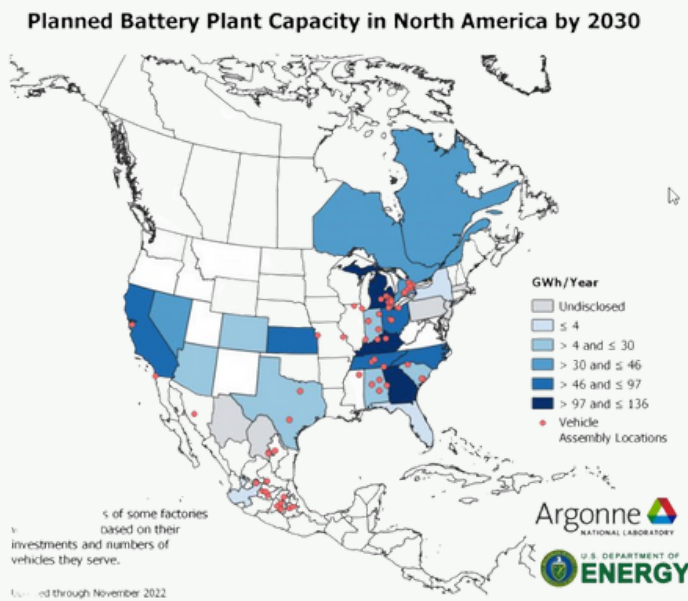 Planned Battery Plant Capacity in North America by 2030
GWh/Year
Undisclosed
≤ 4
> 4 and ≤ 30
> 30 and ≤ 46
> 46 and ≤ 97
> 97 and ≤ 136
Vehicle
Assembly Locations
s of some factories
based on their
investments and numbers of
vehicles they serve.
through November 2022
Argonne
NATIONAL LABORATORY
U.S. DEPARTMENT OF
ENERGY